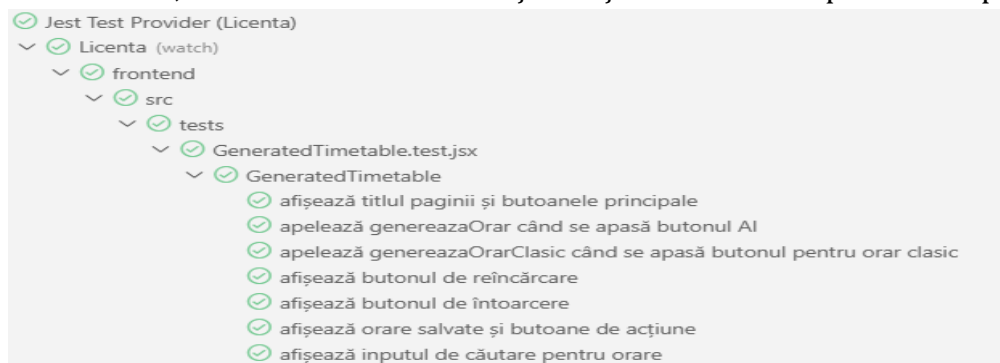 Jest Test Provider (Licenta)
Licenta (watch)
frontend
src
tests
GeneratedTimetable.test.jsx
GeneratedTimetable
afișează titlul paginii și butoanele principale
apelează genereazaOrar când se apasă butonul AI
apelează genereazaOrarClasic când se apasă butonul pentru orar clasic
afișează butonul de reîncărcare
afișează butonul de întoarcere
afișează orare salvate și butoane de acțiune
afișează inputul de căutare pentru orare